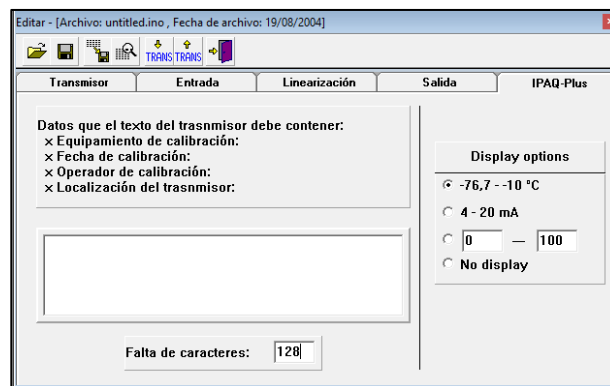 Editar - [Archivo: untitled.ino , Fecha de archivo: 19/08/2004]
TRANS TRANS
Transmisor Entrada Linearización Salida IPAQ-Plus
Datos que el texto del trasnmisor debe contener:
x Equipamiento de calibración:
x Fecha de calibración:
x Operador de calibración:
x Localización del trasnmisor:
Display options
-76,7 - -10 °C
4 - 20 mA
0 — 100
No display
Falta de caracteres: 128